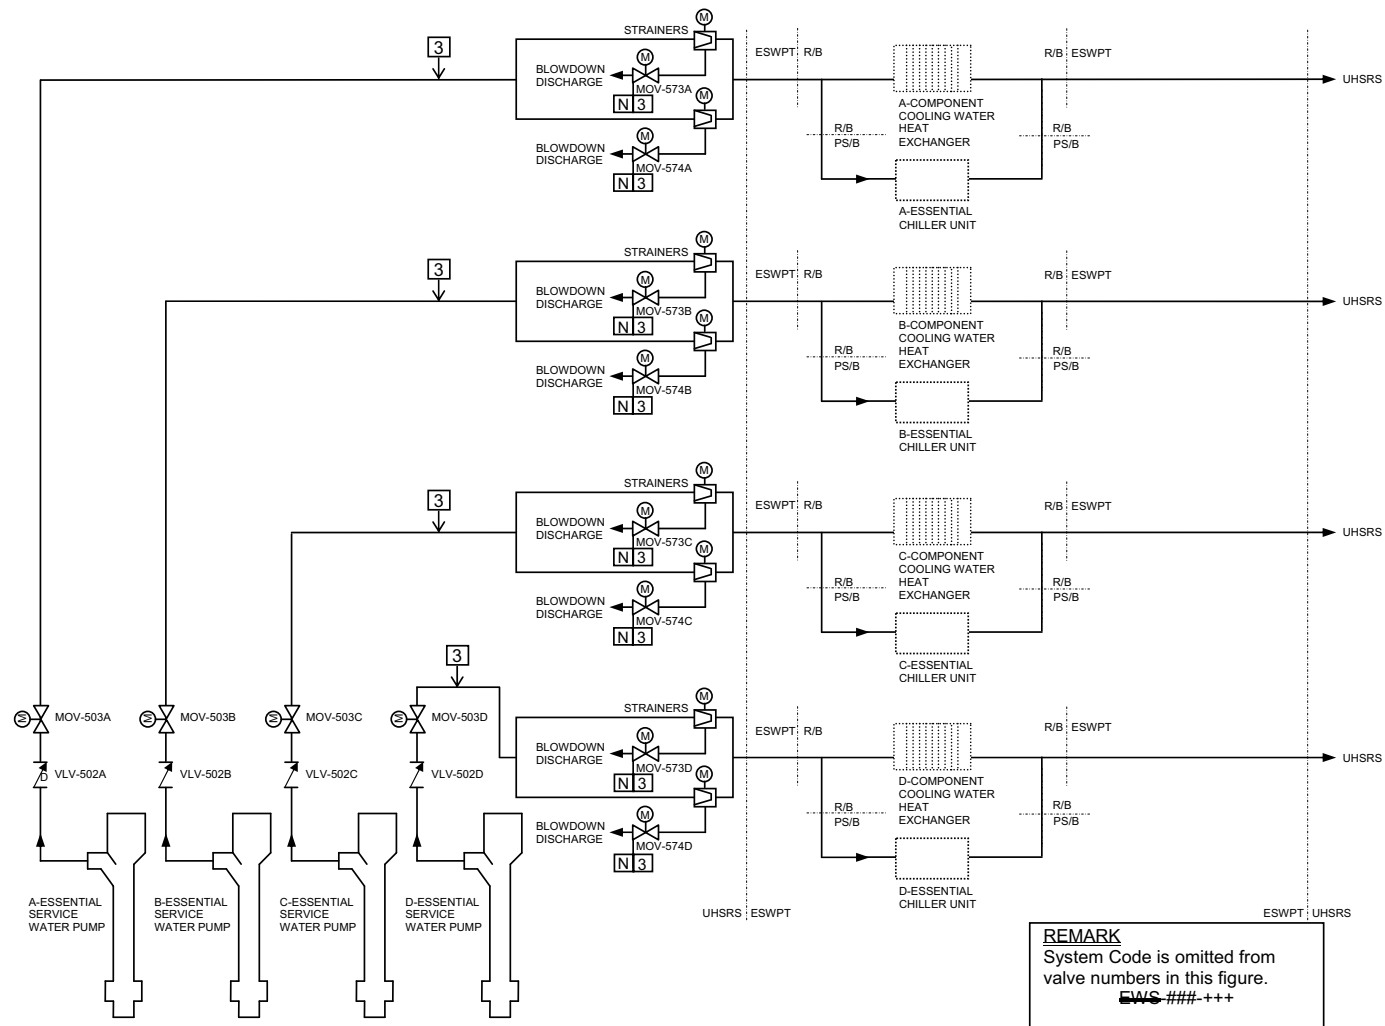 STRAINERS
M
3
M
BLOWDOWN
DISCHARGE
MOV-573A
N 3
M
M
BLOWDOWN
DISCHARGE
MOV-574A
N 3
ESWPT R/B
R/B ESWPT
UHSRS
A-COMPONENT
COOLING WATER
HEAT
EXCHANGER
R/B
PS/B
R/B
PS/B
A-ESSENTIAL
CHILLER UNIT
STRAINERS
M
3
M
BLOWDOWN
DISCHARGE
MOV-573B
N 3
M
M
BLOWDOWN
DISCHARGE
MOV-574B
N 3
ESWPT R/B
R/B ESWPT
UHSRS
B-COMPONENT
COOLING WATER
HEAT
EXCHANGER
R/B
PS/B
R/B
PS/B
B-ESSENTIAL
CHILLER UNIT
STRAINERS
M
3
M
BLOWDOWN
DISCHARGE
MOV-573C
N 3
M
M
BLOWDOWN
DISCHARGE
MOV-574C
N 3
ESWPT R/B
R/B ESWPT
UHSRS
C-COMPONENT
COOLING WATER
HEAT
EXCHANGER
R/B
PS/B
R/B
PS/B
C-ESSENTIAL
CHILLER UNIT
3
STRAINERS
M
M
BLOWDOWN
DISCHARGE
MOV-573D
N 3
M
M
BLOWDOWN
DISCHARGE
MOV-574D
N 3
ESWPT R/B
R/B ESWPT
UHSRS
D-COMPONENT
COOLING WATER
HEAT
EXCHANGER
R/B
PS/B
R/B
PS/B
D-ESSENTIAL
CHILLER UNIT
M MOV-503A
M MOV-503B
M MOV-503C
M MOV-503D
D VLV-502A
VLV-502B
VLV-502C
VLV-502D
A-ESSENTIAL
SERVICE
WATER PUMP
B-ESSENTIAL
SERVICE
WATER PUMP
C-ESSENTIAL
SERVICE
WATER PUMP
D-ESSENTIAL
SERVICE
WATER PUMP
UHSRS ESWPT
ESWPT UHSRS
REMARK
System Code is omitted from
valve numbers in this figure.
EWS-###-+++